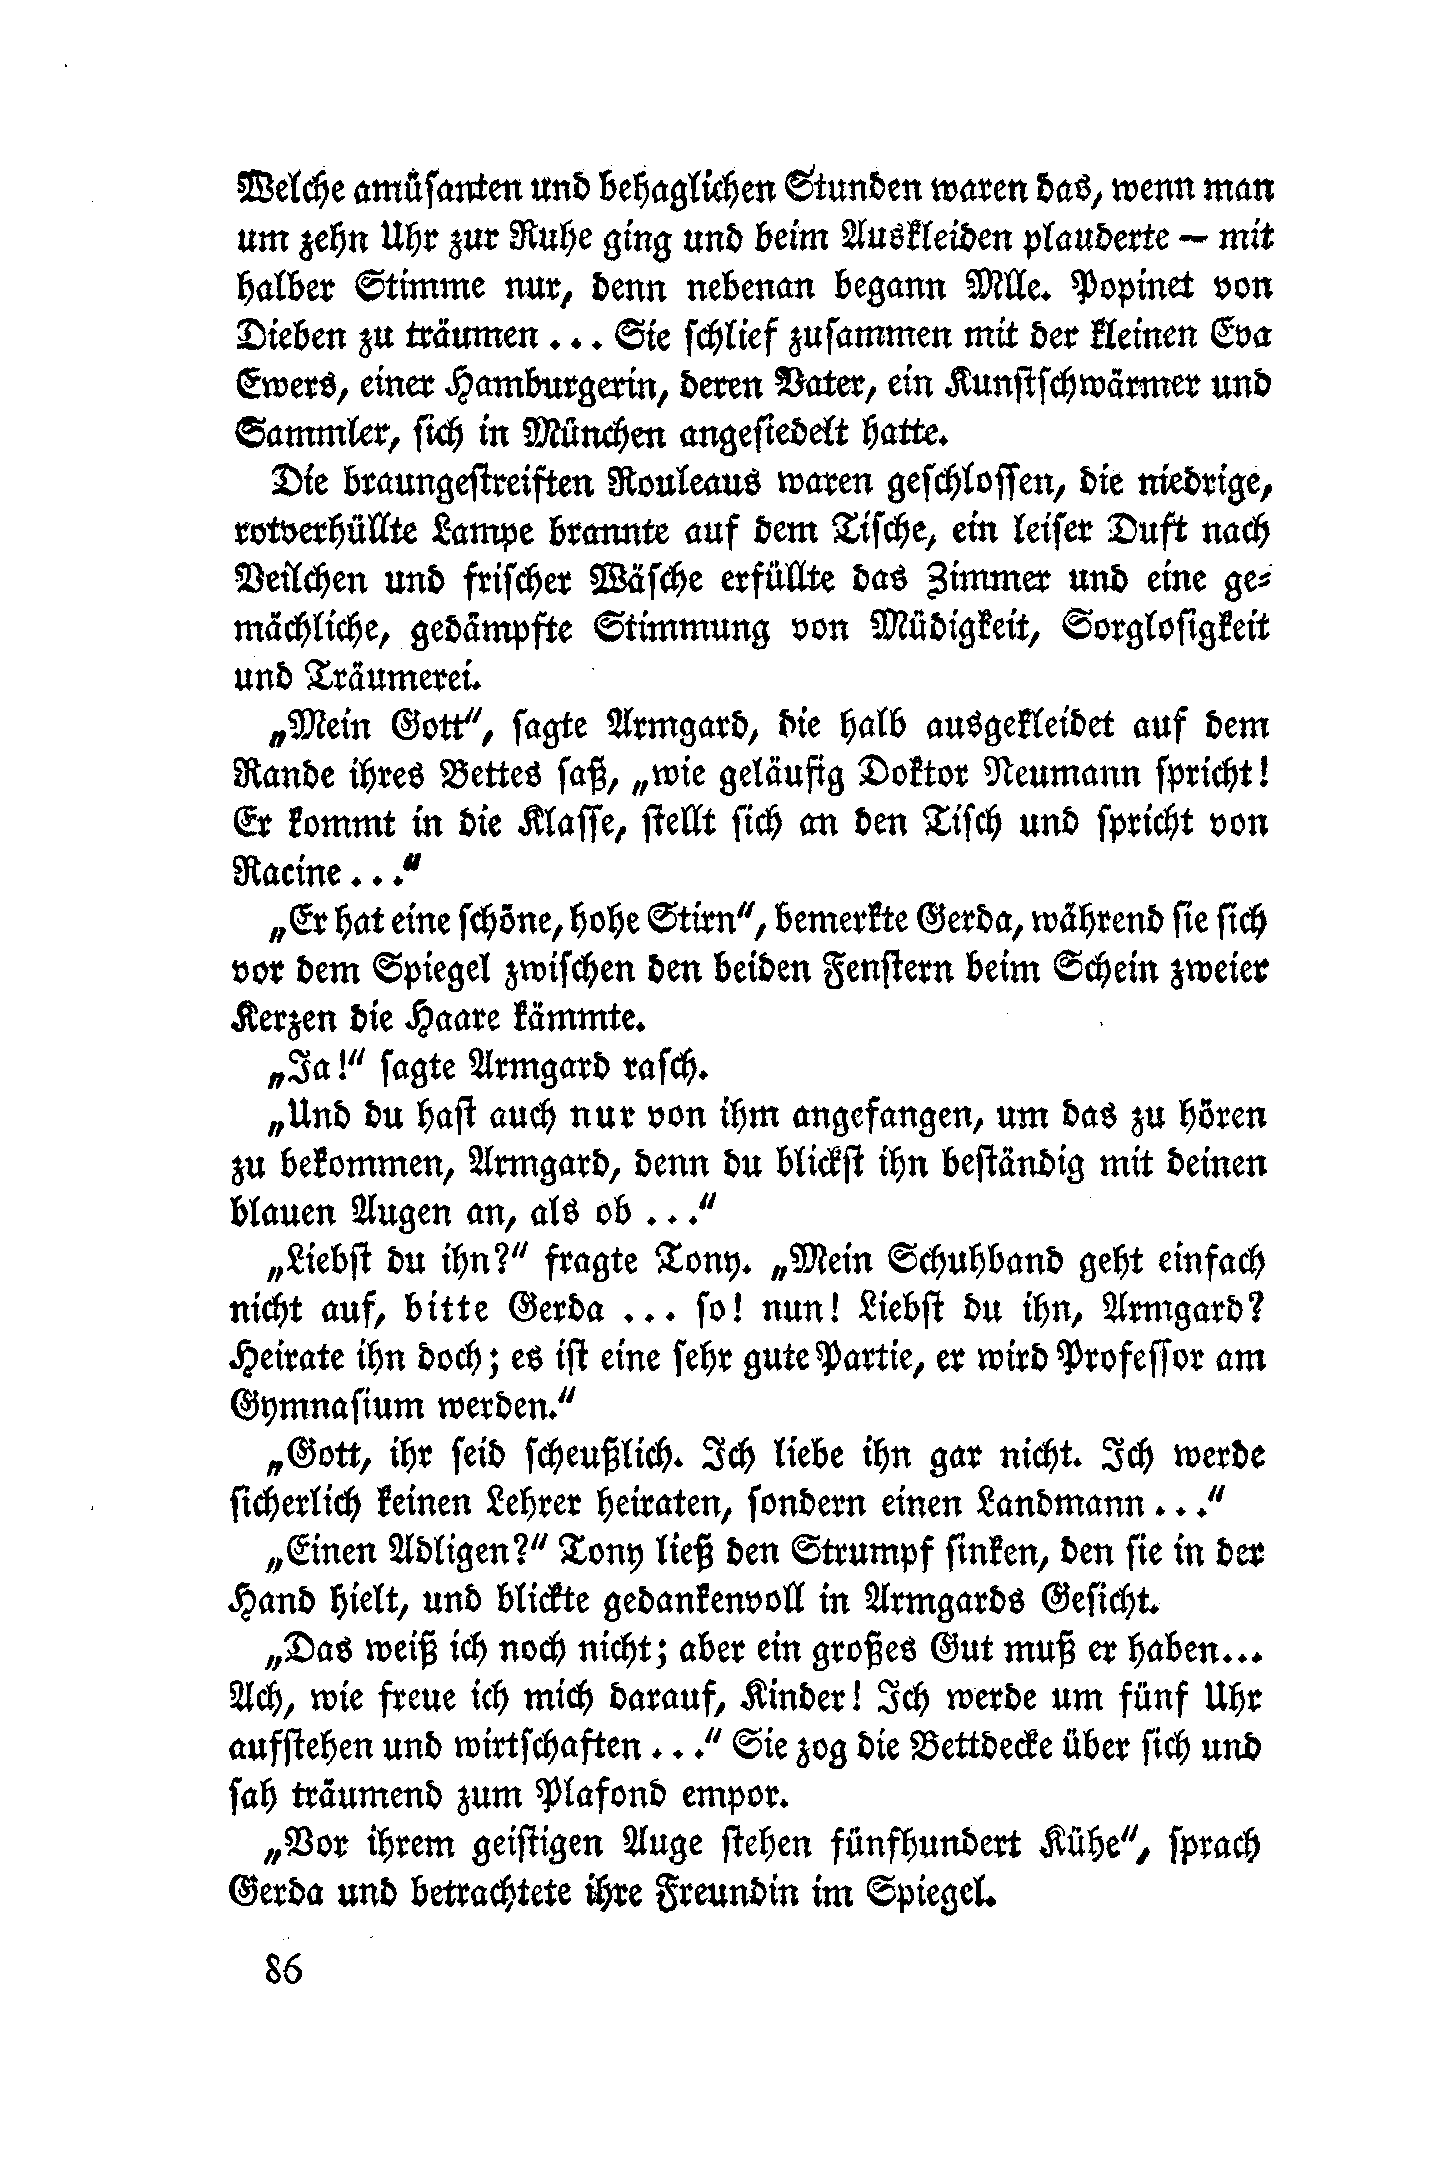 Welche amüsanten und behaglichen Stunden waren das, wenn man
um zehn Uhr zur Ruhe ging und beim Auskleiden plauderte — mit
halber Stimme nur, denn nebenan begann Mlle. Popinet von
Dieben zu träumen ... Sie schlief zusammen mit der kleinen Eva
Ewers, einer Hamburgerin, deren Vater, ein Kunstschwärmer und
Sammler, sich in München angesiedelt hatte.
Die braungestreiften Rouleaus waren geschlossen, die niedrige,
rotverhüllte Lampe brannte auf dem Tische, ein leiser Duft nach
Veilchen und frischer Wäsche erfüllte das Zimmer und eine ge-
mächliche, gedämpfte Stimmung von Müdigkeit, Sorglosigkeit
und Träumerei.
„Mein Gott“, sagte Armgard, die halb ausgekleidet auf dem
Rande ihres Bettes saß, „wie geläufig Doktor Neumann spricht!
Er kommt in die Klasse, stellt sich an den Tisch und spricht von
Racine ...“
„Er hat eine schöne, hohe Stirn“, bemerkte Gerda, während sie sich
vor dem Spiegel zwischen den beiden Fenstern beim Schein zweier
Kerzen die Haare kämmte.
„Ja!“ sagte Armgard rasch.
„Und du hast auch nur von ihm angefangen, um das zu hören
zu bekommen, Armgard, denn du blickst ihn beständig mit deinen
blauen Augen an, als ob ...“
„Liebst du ihn?“ fragte Tony. „Mein Schuhband geht einfach
nicht auf, bitte Gerda ... so! nun! Liebst du ihn, Armgard?
Heirate ihn doch; es ist eine sehr gute Partie, er wird Professor am
Gymnasium werden.“
„Gott, ihr seid scheußlich. Ich liebe ihn gar nicht. Ich werde
sicherlich keinen Lehrer heiraten, sondern einen Landmann ...“
„Einen Adligen?“ Tony ließ den Strumpf sinken, den sie in der
Hand hielt, und blickte gedankenvoll in Armgards Gesicht.
„Das weiß ich noch nicht; aber ein großes Gut muß er haben...
Ach, wie freue ich mich darauf, Kinder! Ich werde um fünf Uhr
aufstehen und wirtschaften ...“ Sie zog die Bettdecke über sich und
sah träumend zum Plafond empor.
„Vor ihrem geistigen Auge stehen fünfhundert Kühe“, sprach
Gerda und betrachtete ihre Freundin im Spiegel.
86